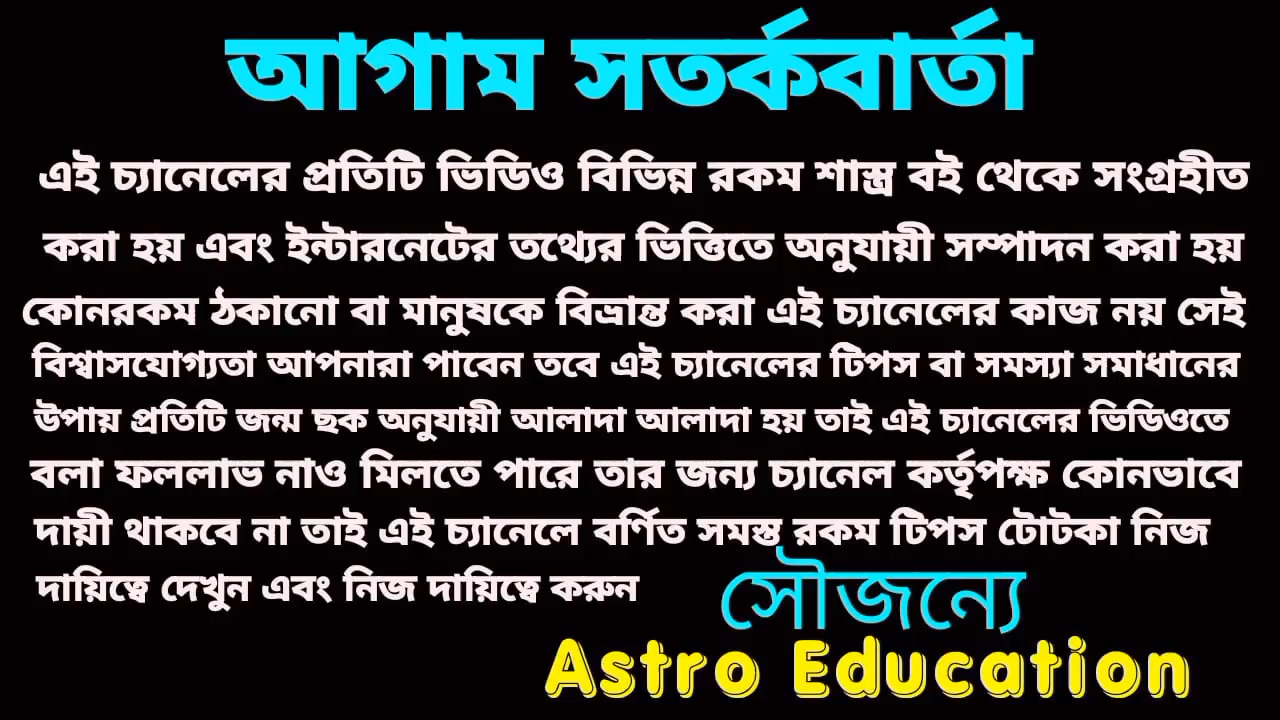 আগাম সতর্কবার্তা
এই চ্যানেলের প্রতিটি ভিডিও বিভিন্ন রকম শাস্ত্র বই থেকে সংগ্রহীত
করা হয় এবং ইন্টারনেটের তথ্যের ভিত্তিতে অনুযায়ী সম্পাদন করা হয়
কোনরকম ঠকানো বা মানুষকে বিভ্রান্ত করা এই চ্যানেলের কাজ নয় সেই
বিশ্বাসযোগ্যতা আপনারা পাবেন তবে এই চ্যানেলের টিপস বা সমস্যা সমাধানের
উপায় প্রতিটি জন্ম ছক অনুযায়ী আলাদা আলাদা হয় তাই এই চ্যানেলের ভিডিওতে
বলা ফললাভ নাও মিলতে পারে তার জন্য চ্যানেল কর্তৃপক্ষ কোনভাবে
দায়ী থাকবে না তাই এই চ্যানেলে বর্ণিত সমস্ত রকম টিপস টোটকা নিজ
দায়িত্বে দেখুন এবং নিজ দায়িত্বে করুন
সৌজন্যে
Astro Education